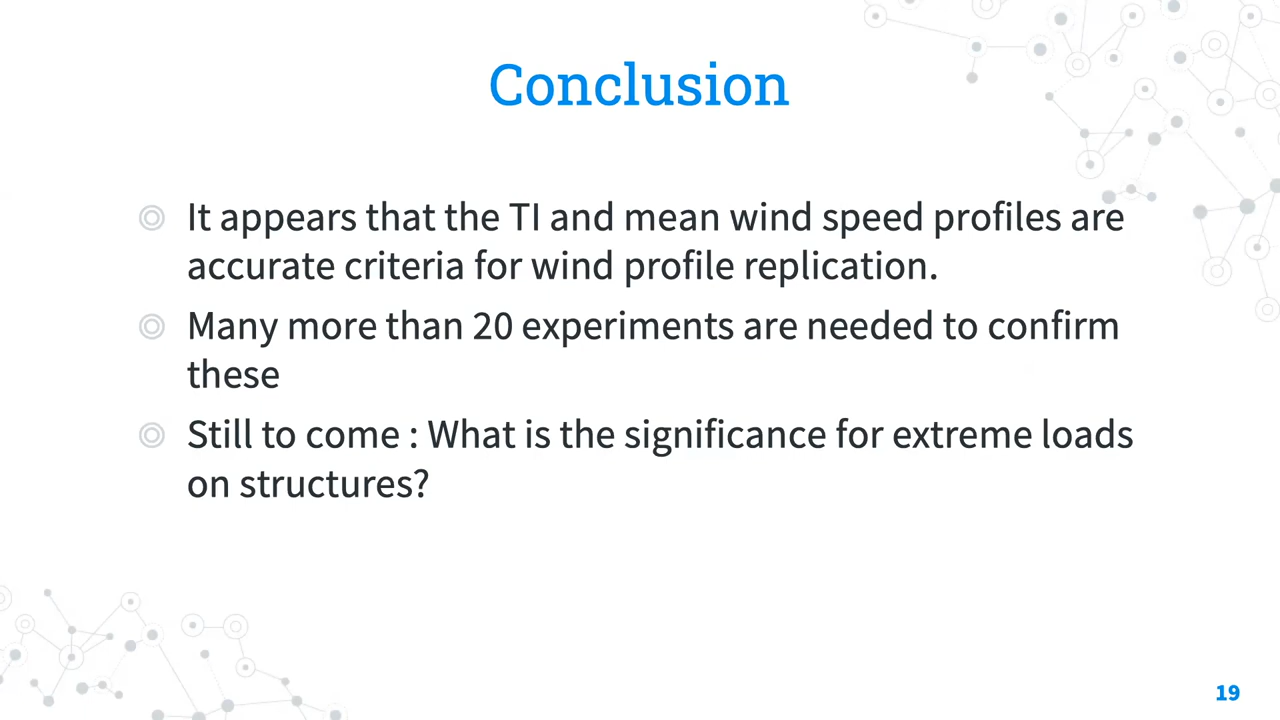 Conclusion
It appears that the TI and mean wind speed profiles are
accurate criteria for wind profile replication.
Many more than 20 experiments are needed to confirm
these
Still to come : What is the significance for extreme loads
on structures?
19